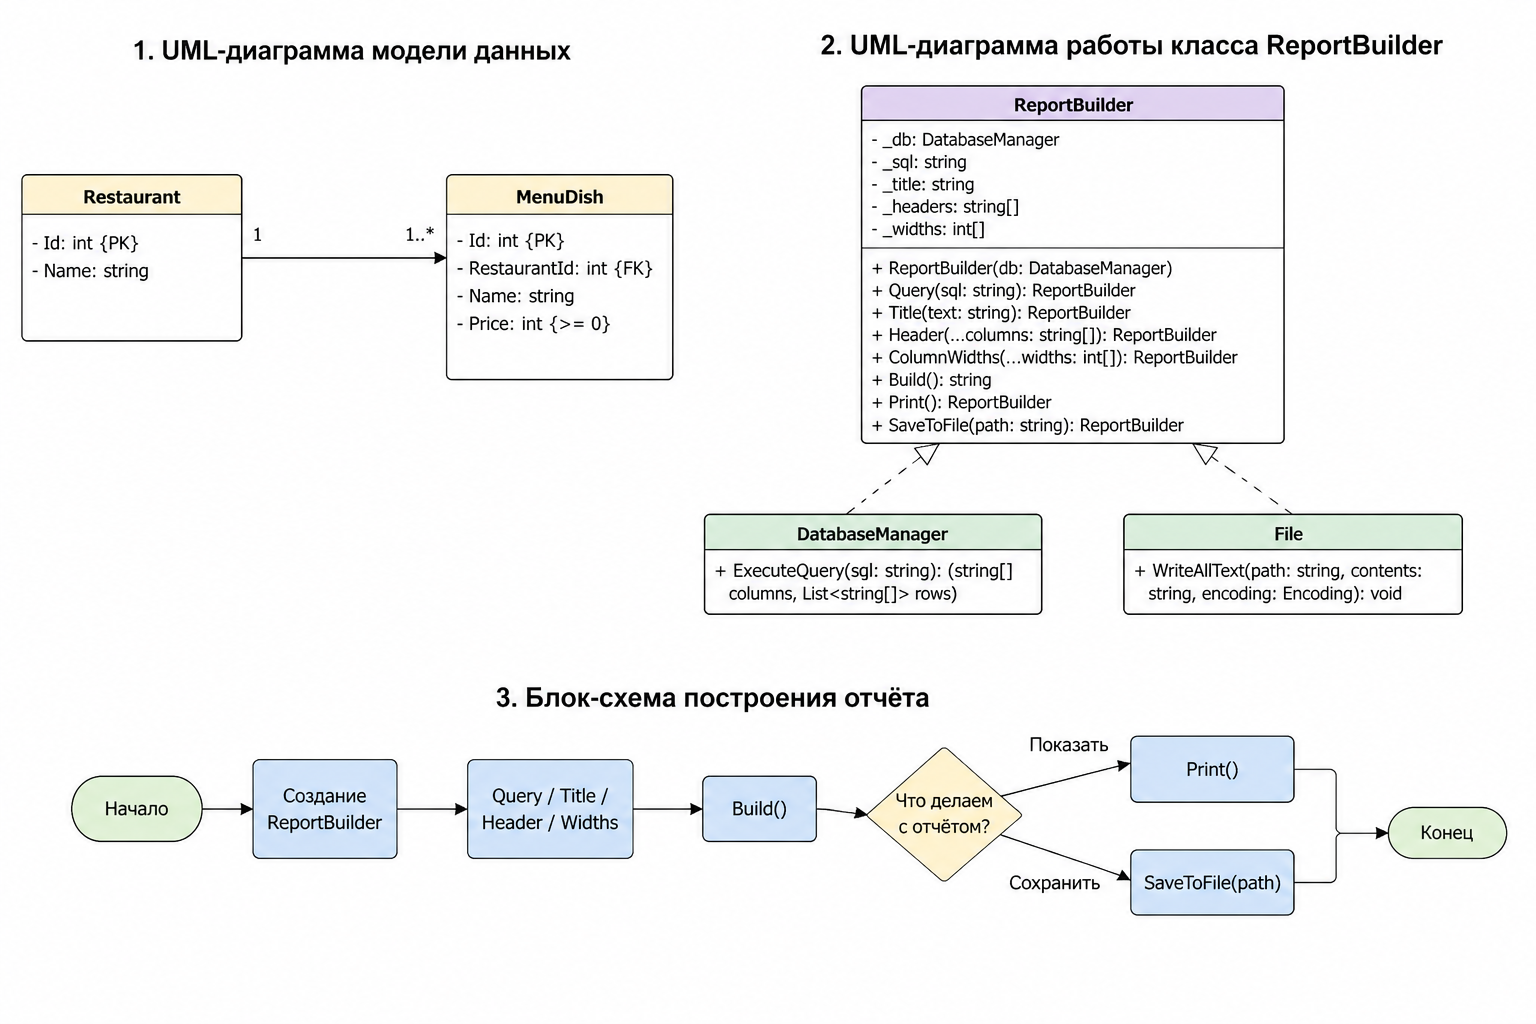 1. UML-диаграмма модели данных
Restaurant
- Id: int {PK}
- Name: string
1
1..*
MenuDish
- Id: int {PK}
- RestaurantId: int {FK}
- Name: string
- Price: int {>= 0}
2. UML-диаграмма работы класса ReportBuilder
ReportBuilder
- _db: DatabaseManager
- _sql: string
- _title: string
- _headers: string[]
- _widths: int[]
+ ReportBuilder(db: DatabaseManager)
+ Query(sql: string): ReportBuilder
+ Title(text: string): ReportBuilder
+ Header(...columns: string[]): ReportBuilder
+ ColumnWidths(...widths: int[]): ReportBuilder
+ Build(): string
+ Print(): ReportBuilder
+ SaveToFile(path: string): ReportBuilder
DatabaseManager
+ ExecuteQuery(sql: string): (string[]
columns, List<string[]> rows)
File
+ WriteAllText(path: string, contents:
string, encoding: Encoding): void
3. Блок-схема построения отчёта
Начало
Создание
ReportBuilder
Query / Title /
Header / Widths
Build()
Что делаем
с отчётом?
Показать
Print()
Сохранить
SaveToFile(path)
Конец